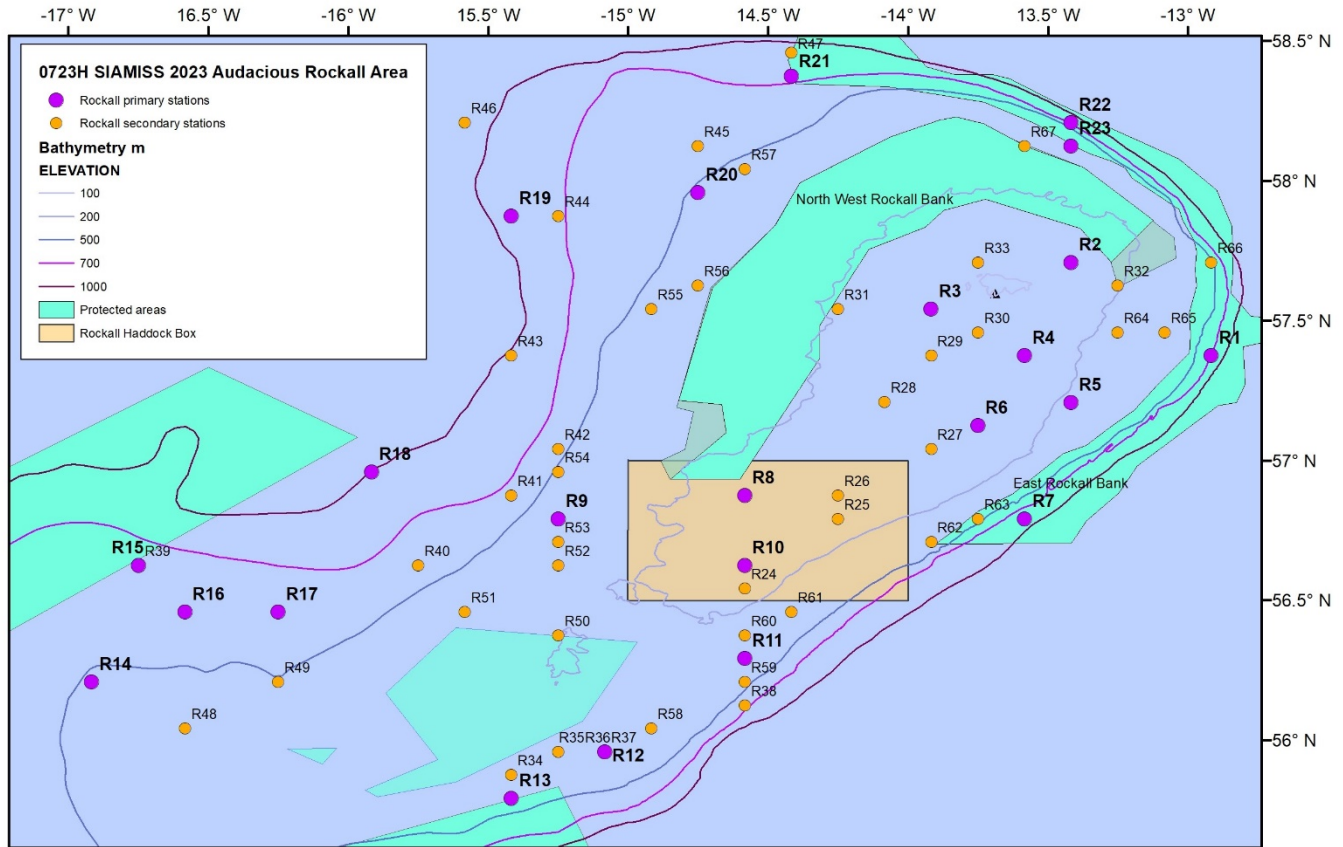 -17° W -16.5° W -16° W -15.5° W -15° W -14.5° W -14° W -13.5° W -13° W
0723H SIAMISS 2023 Audacious Rockall Area
Rockall primary stations
Rockall secondary stations
Bathymetry m
ELEVATION
100
200
500
700
1000
Protected areas
Rockall Haddock Box
58.5° N
R47
R21
R46
R22
R45
R23
R67
R57
R20
58° N
North West Rockall Bank
R19
R44
R33
R2
R66
R56
R32
R55
R31
R3
57.5° N
R30
R64
R65
R43
R29
R4
R1
R28
R5
R6
R42
R27
R54
57° N
R18
R41
R8
R26
East Rockall Bank
R9
R25
R63
R7
R53
R62
R15
R39
R40
R52
R10
R24
56.5° N
R16
R17
R51
R61
R50
R60
R11
R14
R49
R59
R38
R48
R58
56° N
R35
R36
R37
R12
R34
R13